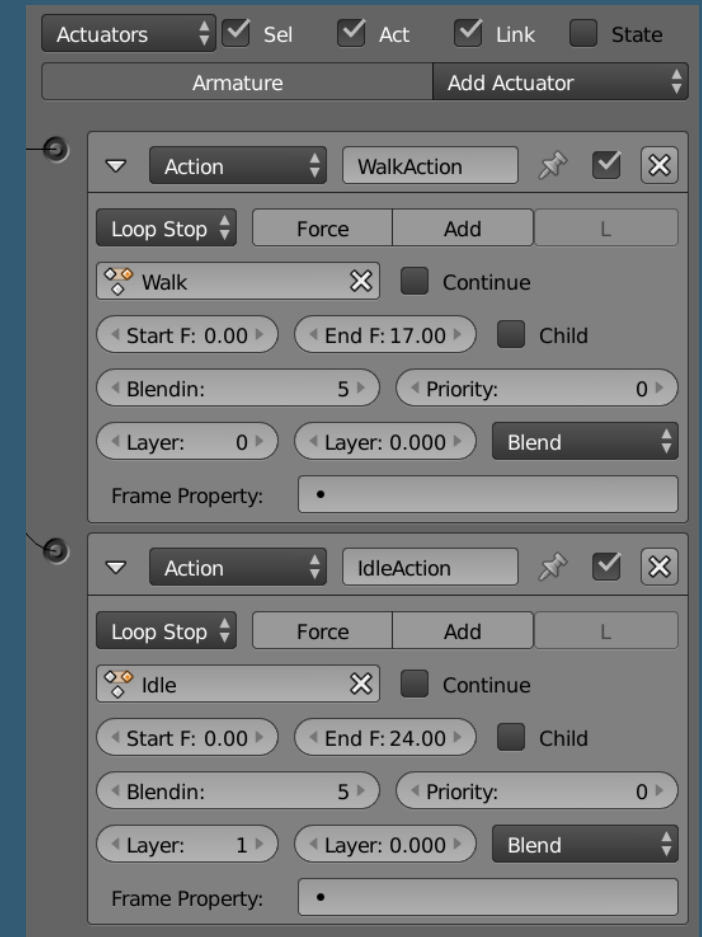 Actuators Sel Act Link State
Armature Add Actuator
Action WalkAction
Loop Stop Force Add L
Walk Continue
Start F: 0.00 End F: 17.00 Child
Blendin: 5 Priority: 0
Layer: 0 Layer: 0.000 Blend
Frame Property:
Action IdleAction
Loop Stop Force Add L
Idle Continue
Start F: 0.00 End F: 24.00 Child
Blendin: 5 Priority: 0
Layer: 1 Layer: 0.000 Blend
Frame Property: